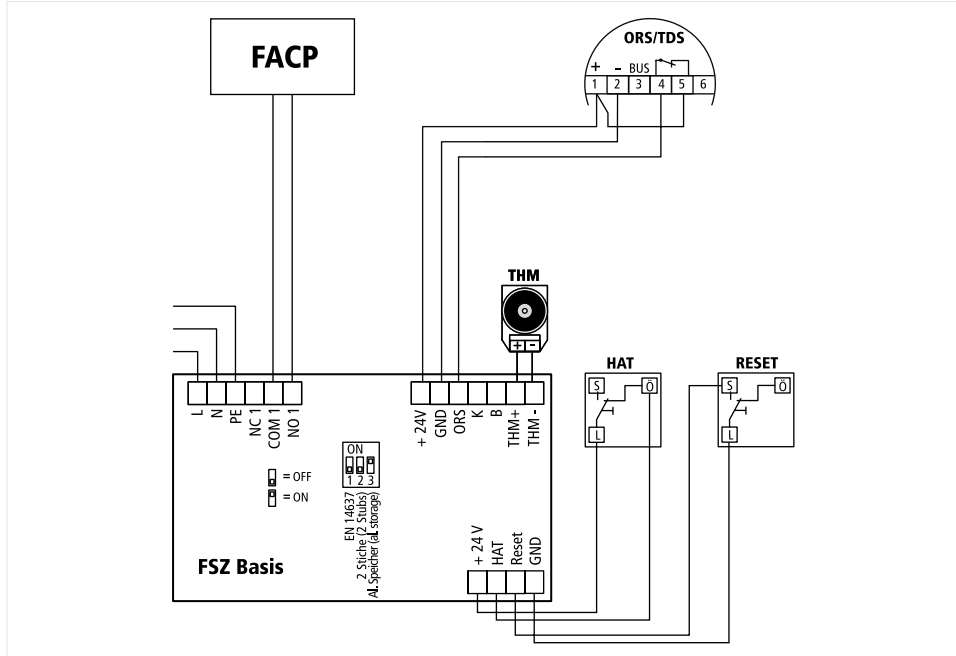 FACP
ORS/TDS
+ - BUS
1 2 3 4 5 6
THM
+ -
HAT
S Ö
L
RESET
S Ö
L
L
N
PE
NC 1
COM 1
NO 1
+ 24V
GND
ORS
K
B
THM+
THM -
= OFF
= ON
ON
1 2 3
EN 14637
2 Stiche (2 Stubs)
Al. Speicher (al. storage)
+ 24 V
HAT
Reset
GND
FSZ Basis